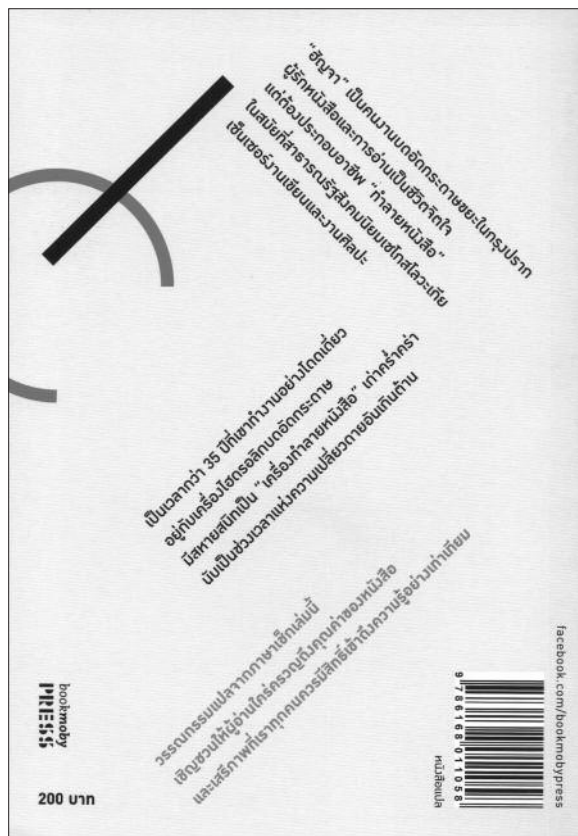 “ฮัญจา” เป็นคนงานบดอัดกระดาษขยะในกรุงปราก
ผู้รักหนังสือและการอ่านเป็นชีวิตจิตใจ
แต่ต้องประกอบอาชีพ “ทำลายหนังสือ”
ในสมัยที่สาธารณรัฐสังคมนิยมเชโกสโลวะเกีย
เซ็นเซอร์งานเขียนและงานศิลปะ
เป็นเวลากว่า 35 ปีที่เขาทำงานอย่างโดดเดี่ยว
อยู่กับเครื่องไฮดรอลิกบดอัดกระดาษ
มีสหายสนิทเป็น “เครื่องทำลายหนังสือ” เก่าคร่ำคร่า
นับเป็นช่วงเวลาแห่งความเปลี่ยวดายอันเกินต้าน
วรรณกรรมแปลจากภาษาเช็กเล่มนี้
เชิญชวนให้ผู้อ่านใคร่ครวญถึงคุณค่าของหนังสือ
และเสรีภาพที่เราทุกคนควรมีสิทธิ์เข้าถึงความรู้อย่างเท่าเทียม
bookmoby
PRESS
200 บาท
facebook.com/bookmobypress
9 786168 011058
หนังสือแปล